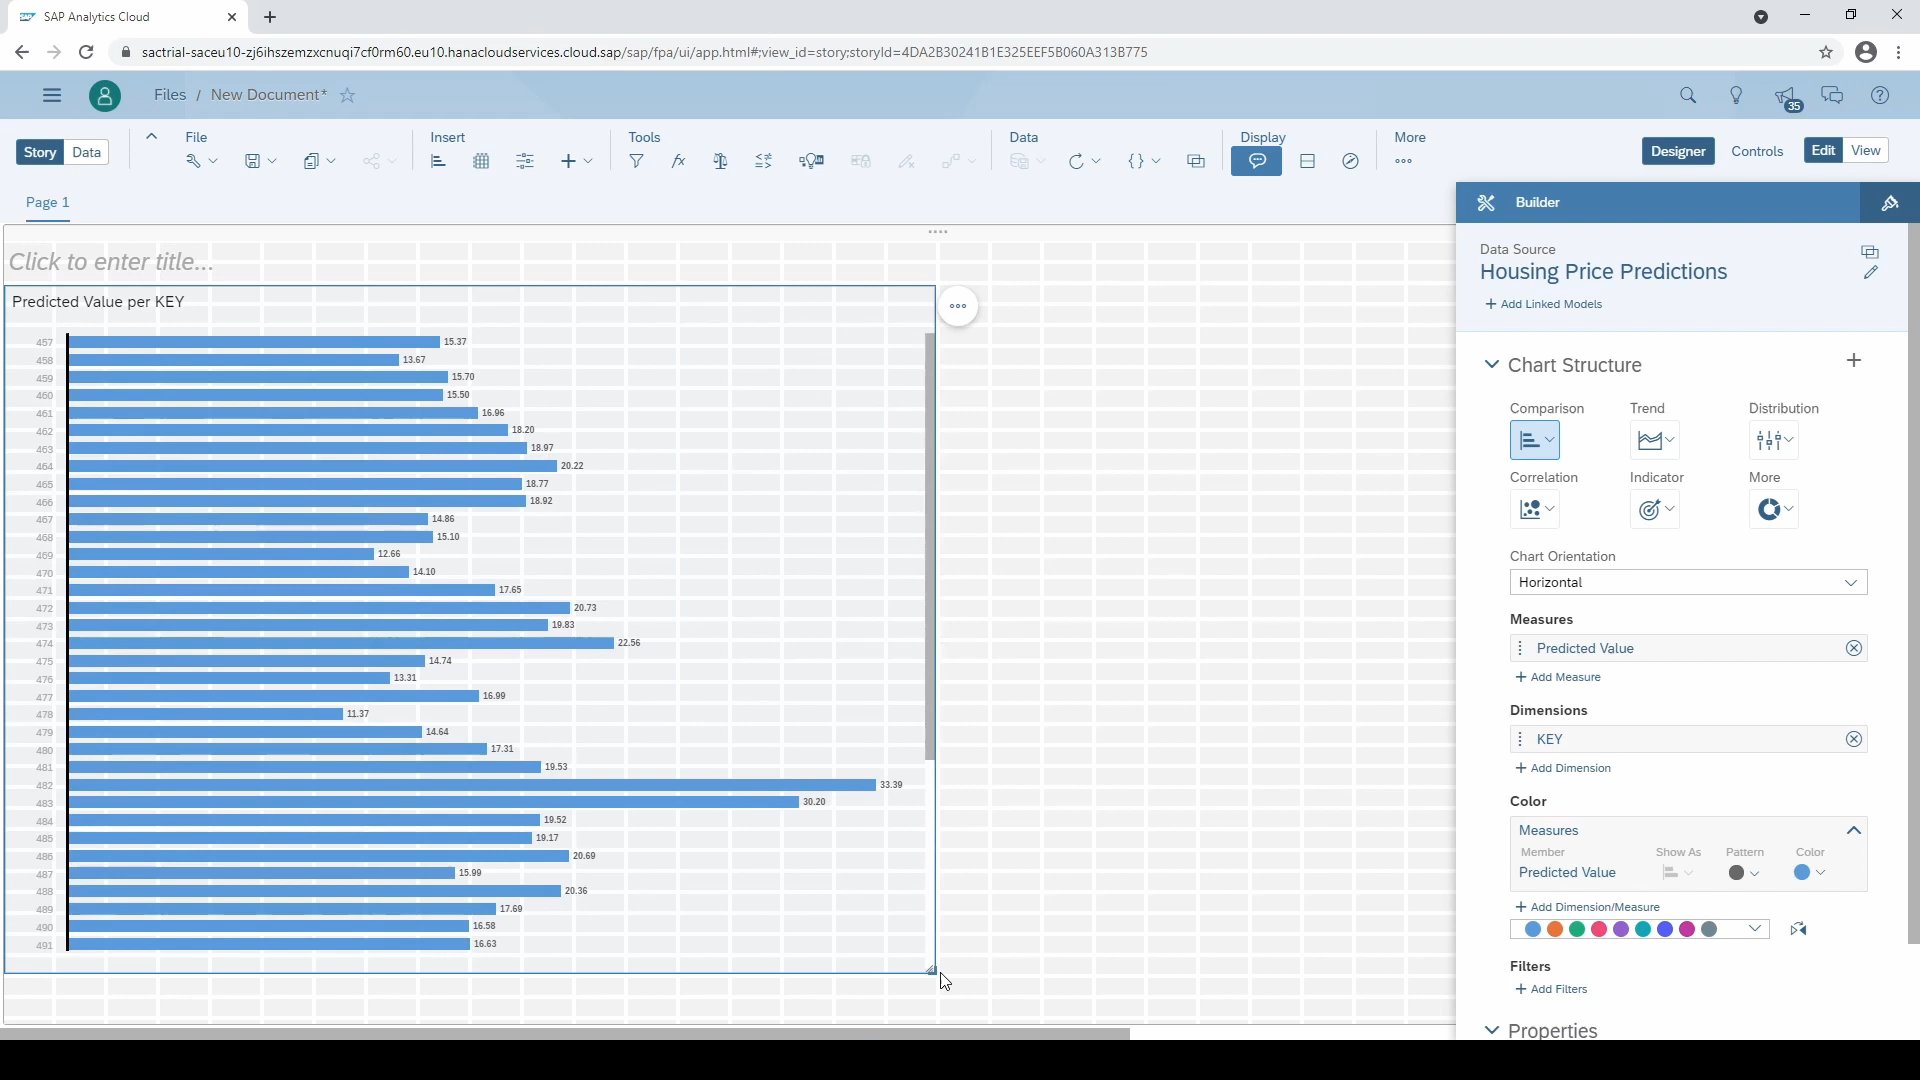 SAP Analytics Cloud
sactrial-saceu10-zj6ihszemzxcnuqi7cf0rm60.eu10.hanacloudservices.cloud.sap/sap/fpa/ui/app.html#;view_id=story;storyId=4DA2B30241B1E325EEF5B060A313B775
Files / New Document*
35
Story Data
File Insert Tools Data Display More
Designer Controls Edit View
Page 1
Click to enter title...
Predicted Value per KEY
457 15.37
458 13.67
459 15.70
460 15.50
461 16.96
462 18.20
463 18.97
464 20.22
465 18.77
466 18.92
467 14.86
468 15.10
469 12.66
470 14.10
471 17.65
472 20.73
473 19.83
474 22.56
475 14.74
476 13.31
477 16.99
478 11.37
479 14.64
480 17.31
481 19.53
482 33.39
483 30.20
484 19.52
485 19.17
486 20.69
487 15.99
488 20.36
489 17.69
490 16.58
491 16.63
Builder
Data Source
Housing Price Predictions
+ Add Linked Models
Chart Structure
Comparison Trend Distribution
Correlation Indicator More
Chart Orientation
Horizontal
Measures
Predicted Value
+ Add Measure
Dimensions
KEY
+ Add Dimension
Color
Measures
Member Show As Pattern Color
Predicted Value
+ Add Dimension/Measure
Filters
+ Add Filters
Properties